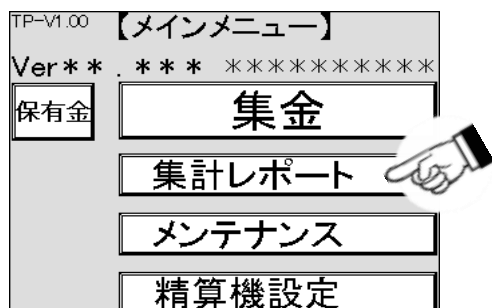 TP-V1.00 【メインメニュー】
Ver**.*** **********
保有金
集金
集計レポート
メンテナンス
精算機設定